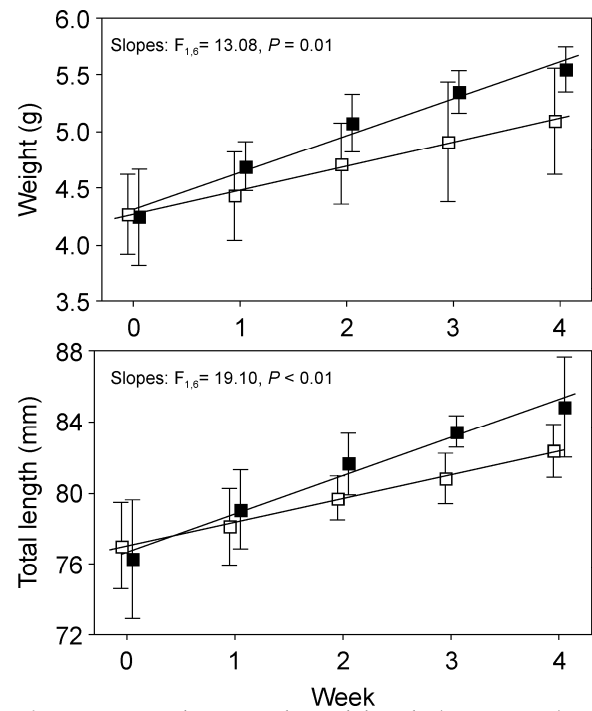 6.0
Slopes: F1,6= 13.08, P = 0.01
5.5
5.0
4.5
4.0
3.5
Weight (g)
0 1 2 3 4
88
Slopes: F1,6= 19.10, P < 0.01
84
80
76
72
Total length (mm)
0 1 2 3 4
Week